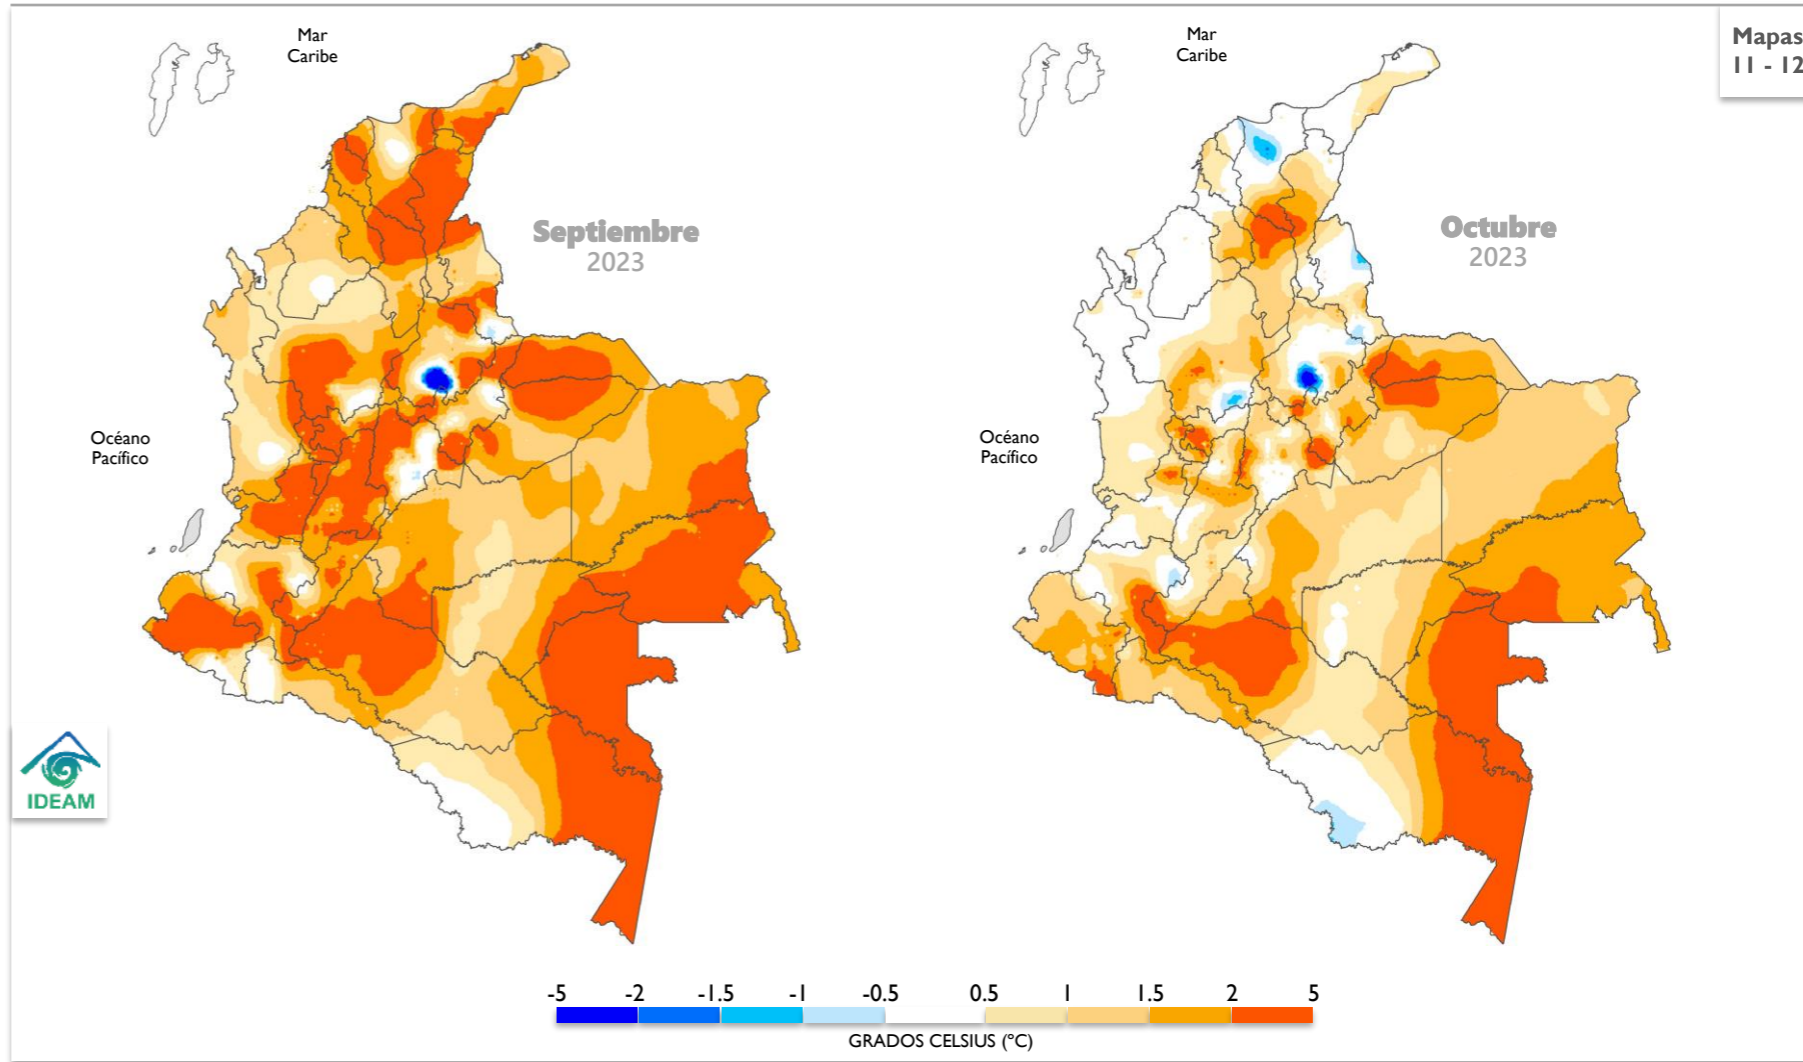 Mar
Caribe
Mar
Caribe
Mapas
11 - 12
Septiembre
2023
Octubre
2023
Océano
Pacífico
Océano
Pacífico
IDEAM
-5 -2 -1.5 -1 -0.5 0.5 1 1.5 2 5
GRADOS CELSIUS (°C)